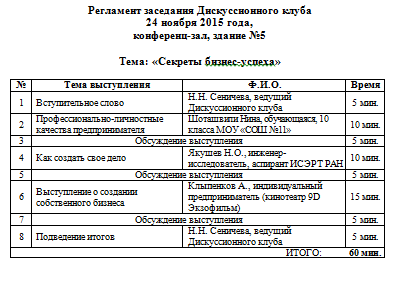 Регламент заседания Дискуссионного клуба
24 ноября 2015 года,
конференц-зал, здание №5
Тема: «Секреты бизнес-успеха»
№ Тема выступления Ф.И.О. Время
1 Вступительное слово Н.Н. Сеничева, ведущий Дискуссионного клуба 5 мин.
2 Профессионально-личностные качества предпринимателя Шоташвили Нина, обучающаяся, 10 класса МОУ «СОШ №11» 10 мин.
3 Обсуждение выступления 5 мин.
4 Как создать свое дело Якушев Н.О., инженер-исследователь, аспирант ИСЭРТ РАН 10 мин.
5 Обсуждение выступления 5 мин.
6 Выступление о создании собственного бизнеса Клыпенков А., индивидуальный предприниматель (кинотеатр 9D Экзофильм) 15 мин.
7 Обсуждение выступления 5 мин.
8 Подведение итогов Н.Н. Сеничева, ведущий Дискуссионного клуба 5 мин.
ИТОГО: 60 мин.